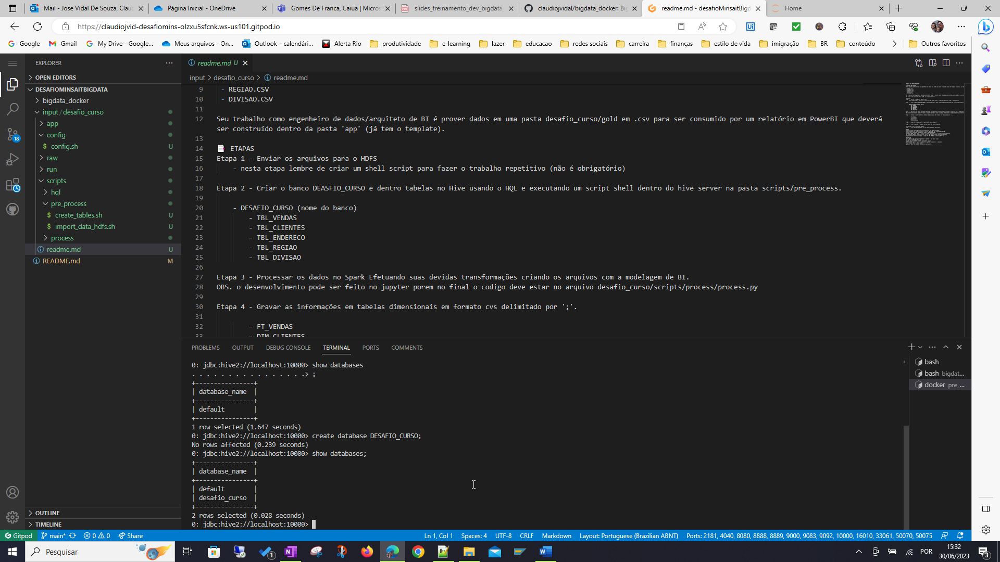 Mail - Jose Vidal De Souza, Clau
Página Inicial - OneDrive
Gomes De Franca, Caiua | Micros
slides_treinamento_dev_bigdata_
claudiojvidal/bigdata_docker: Big
readme.md - desafioMinsaitBigd
Home
https://claudiojvid-desafiomins-olzxu5sfcnk.ws-us101.gitpod.io
Google
Gmail
My Drive - Google...
Meus arquivos - On...
Outlook – calendári...
Alerta Rio
produtividade
e-learning
lazer
educacao
redes sociais
carreira
finanças
estilo de vida
imigração
BR
conteúdo
Outros favoritos
EXPLORER
OPEN EDITORS
DESAFIOMINSAITBIGDATA
bigdata_docker
input / desafio_curso
app
config
$ config.sh U
raw
run
scripts
hql
pre_process
$ create_tables.sh U
$ import_data_hdfs.sh U
process
readme.md U
README.md M
OUTLINE
TIMELINE
18
readme.md U
input > desafio_curso > readme.md
9 - REGIAO.CSV
10 - DIVISAO.CSV
11
12 Seu trabalho como engenheiro de dados/arquiteto de BI é prover dados em uma pasta desafio_curso/gold em .csv para ser consumido por um relatório em PowerBI que deverá
ser construído dentro da pasta 'app' (já tem o template).
13
14 ETAPAS
15 Etapa 1 - Enviar os arquivos para o HDFS
16 - nesta etapa lembre de criar um shell script para fazer o trabalho repetitivo (não é obrigatório)
17
18 Etapa 2 - Criar o banco DEASFIO_CURSO e dentro tabelas no Hive usando o HQL e executando um script shell dentro do hive server na pasta scripts/pre_process.
19
20 - DESAFIO_CURSO (nome do banco)
21 - TBL_VENDAS
22 - TBL_CLIENTES
23 - TBL_ENDERECO
24 - TBL_REGIAO
25 - TBL_DIVISAO
26
27 Etapa 3 - Processar os dados no Spark Efetuando suas devidas transformações criando os arquivos com a modelagem de BI.
28 OBS. o desenvolvimento pode ser feito no jupyter porem no final o codigo deve estar no arquivo desafio_curso/scripts/process/process.py
29
30 Etapa 4 - Gravar as informações em tabelas dimensionais em formato cvs delimitado por ';'.
31
32 - FT_VENDAS
33 - DIM_CLIENTES
PROBLEMS
OUTPUT
DEBUG CONSOLE
TERMINAL
PORTS
COMMENTS
0: jdbc:hive2://localhost:10000> show databases
. . . . . . . . . . . . . . . .> ;
+----------------+
| database_name |
+----------------+
| default |
+----------------+
1 row selected (1.647 seconds)
0: jdbc:hive2://localhost:10000> create database DESAFIO_CURSO;
No rows affected (0.239 seconds)
0: jdbc:hive2://localhost:10000> show databases;
+----------------+
| database_name |
+----------------+
| default |
| desafio_curso |
+----------------+
2 rows selected (0.028 seconds)
0: jdbc:hive2://localhost:10000>
bash
bash bigdat...
docker pre_...
Gitpod
main*
0 0
Share
Ln 1, Col 1
Spaces: 4
UTF-8
CRLF
Markdown
Layout: Portuguese (Brazilian ABNT)
Ports: 2181, 4040, 8080, 8888, 8889, 9000, 9083, 9092, 10000, 16010, 33061, 50070, 50075
Pesquisar
1
POR
15:32
30/06/2023
3